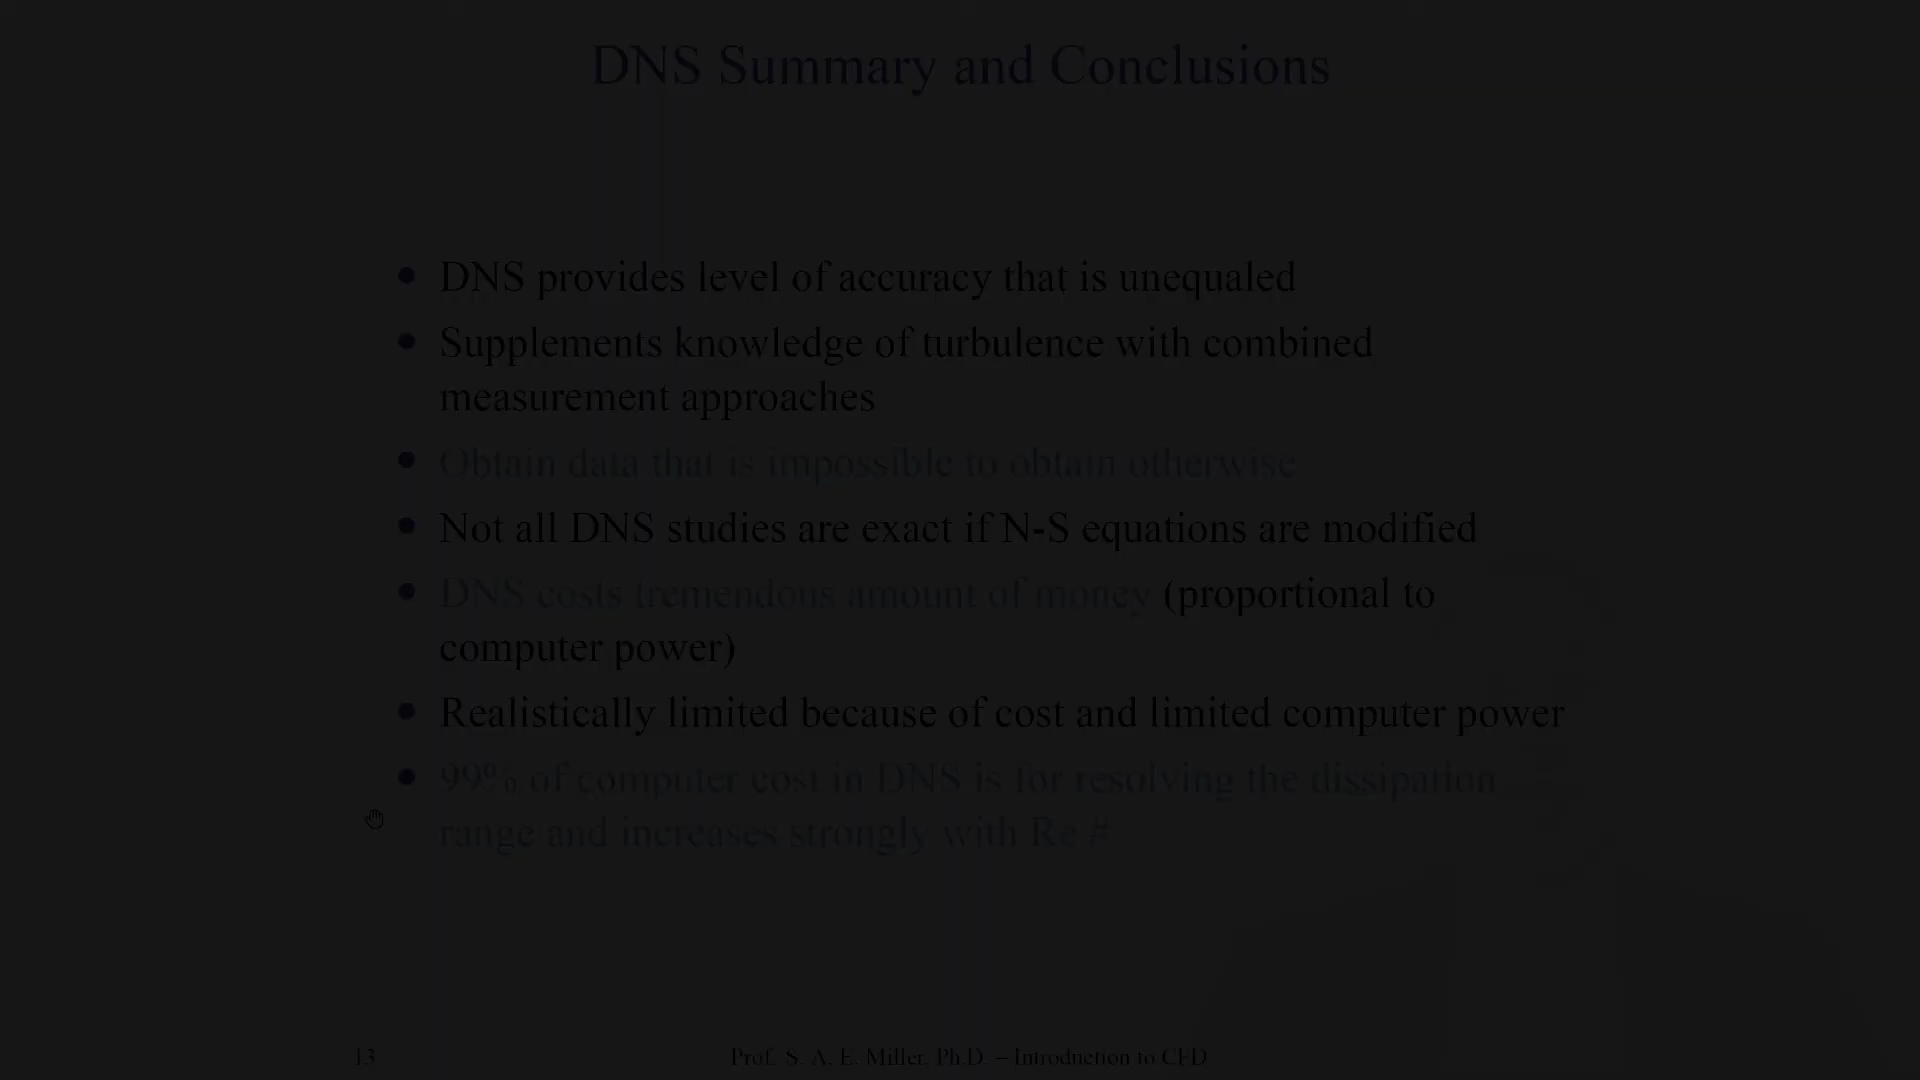 DNS Summary and Conclusions
DNS provides level of accuracy that is unequaled
Supplements knowledge of turbulence with combined
measurement approaches
Obtain data that is impossible to obtain otherwise
Not all DNS studies are exact if N-S equations are modified
DNS costs tremendous amount of money (proportional to
computer power)
Realistically limited because of cost and limited computer power
99% of computer cost in DNS is for resolving the dissipation
range and increases strongly with Re #
13
Prof. S. A. E. Miller, Ph.D. – Introduction to CFD